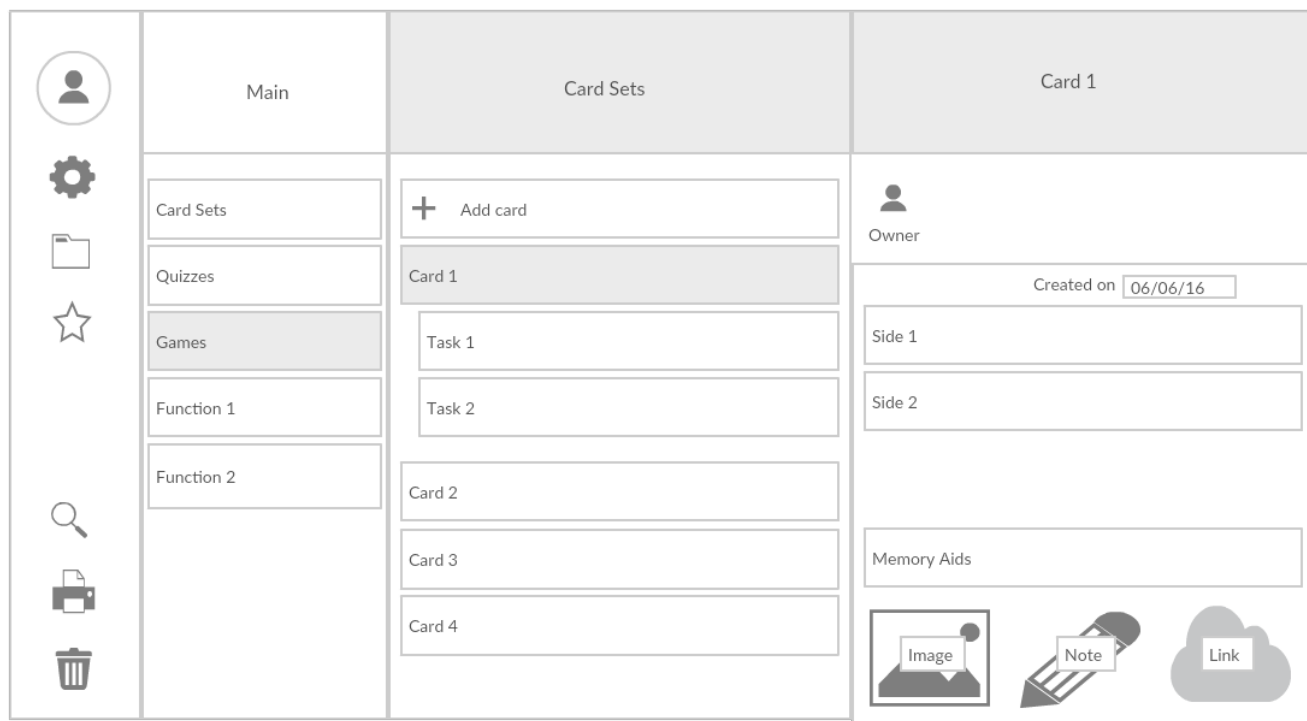 Main
Card Sets
Card 1
Card Sets
Quizzes
Games
Function 1
Function 2
Add card
Card 1
Task 1
Task 2
Card 2
Card 3
Card 4
Owner
Created on 06/06/16
Side 1
Side 2
Memory Aids
Image
Note
Link